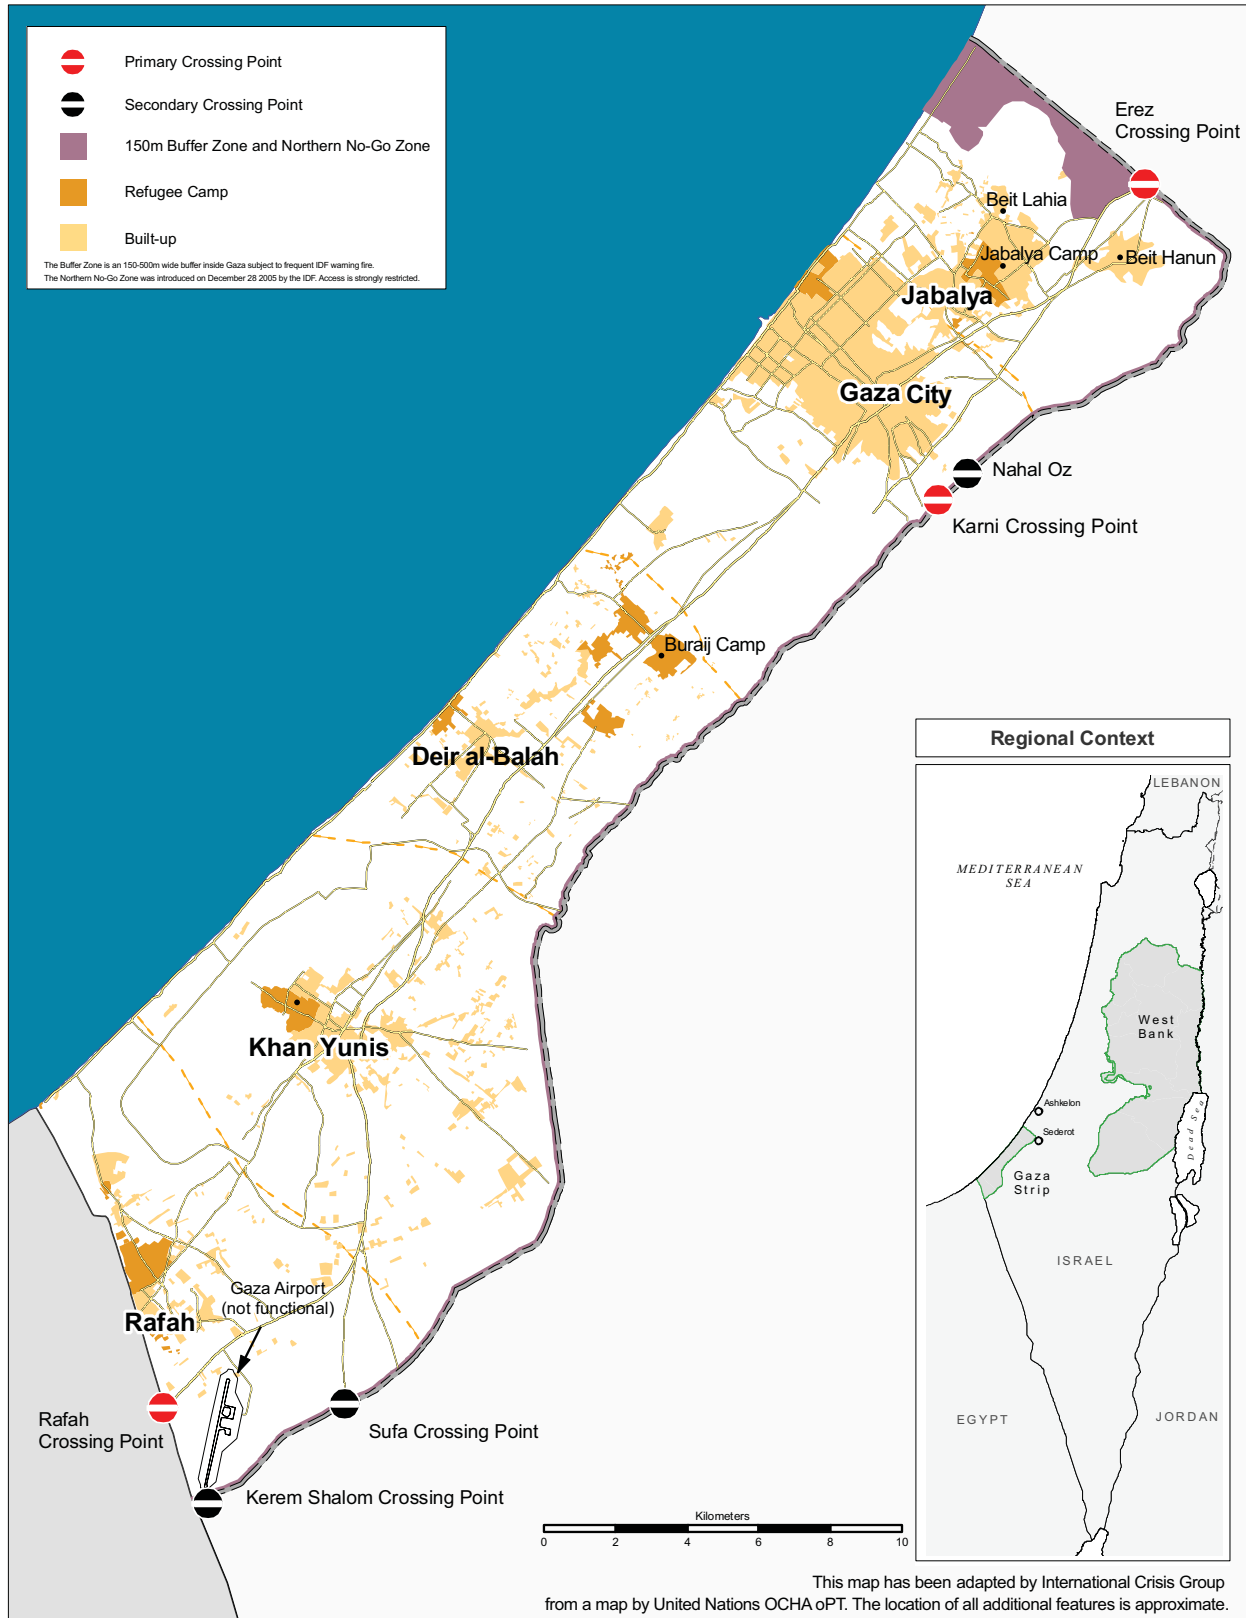 Primary Crossing Point
Secondary Crossing Point
150m Buffer Zone and Northern No-Go Zone
Refugee Camp
Built-up
The Buffer Zone is an 150-500m wide buffer inside Gaza subject to frequent IDF warning fire.
The Northern No-Go Zone was introduced on December 28 2005 by the IDF. Access is strongly restricted.
Erez
Crossing Point
Beit Lahia
Jabalya Camp
Beit Hanun
Jabalya
Gaza City
Nahal Oz
Karni Crossing Point
Buraij Camp
Deir al-Balah
Khan Yunis
Gaza Airport
(not functional)
Rafah
Rafah
Crossing Point
Sufa Crossing Point
Kerem Shalom Crossing Point
Kilometers
0 2 4 6 8 10
Regional Context
LEBANON
MEDITERRANEAN
SEA
West
Bank
Ashkelon
Sederot
Dead Sea
Gaza
Strip
ISRAEL
EGYPT
JORDAN
This map has been adapted by International Crisis Group
from a map by United Nations OCHA oPT. The location of all additional features is approximate.